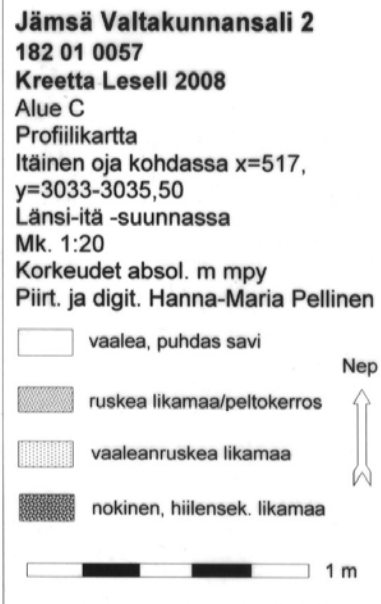 Jämsä Valtakunnansali 2
182 01 0057
Kreetta Lesell 2008
Alue C
Profiilikartta
Itäinen oja kohdassa x=517,
y=3033-3035,50
Länsi-itä -suunnassa
Mk. 1:20
Korkeudet absol. m mpy
Piirt. ja digit. Hanna-Maria Pellinen
vaalea, puhdas savi
Nep
ruskea likamaa/peltokerros
vaaleanruskea likamaa
nokinen, hiilensek. likamaa
1 m